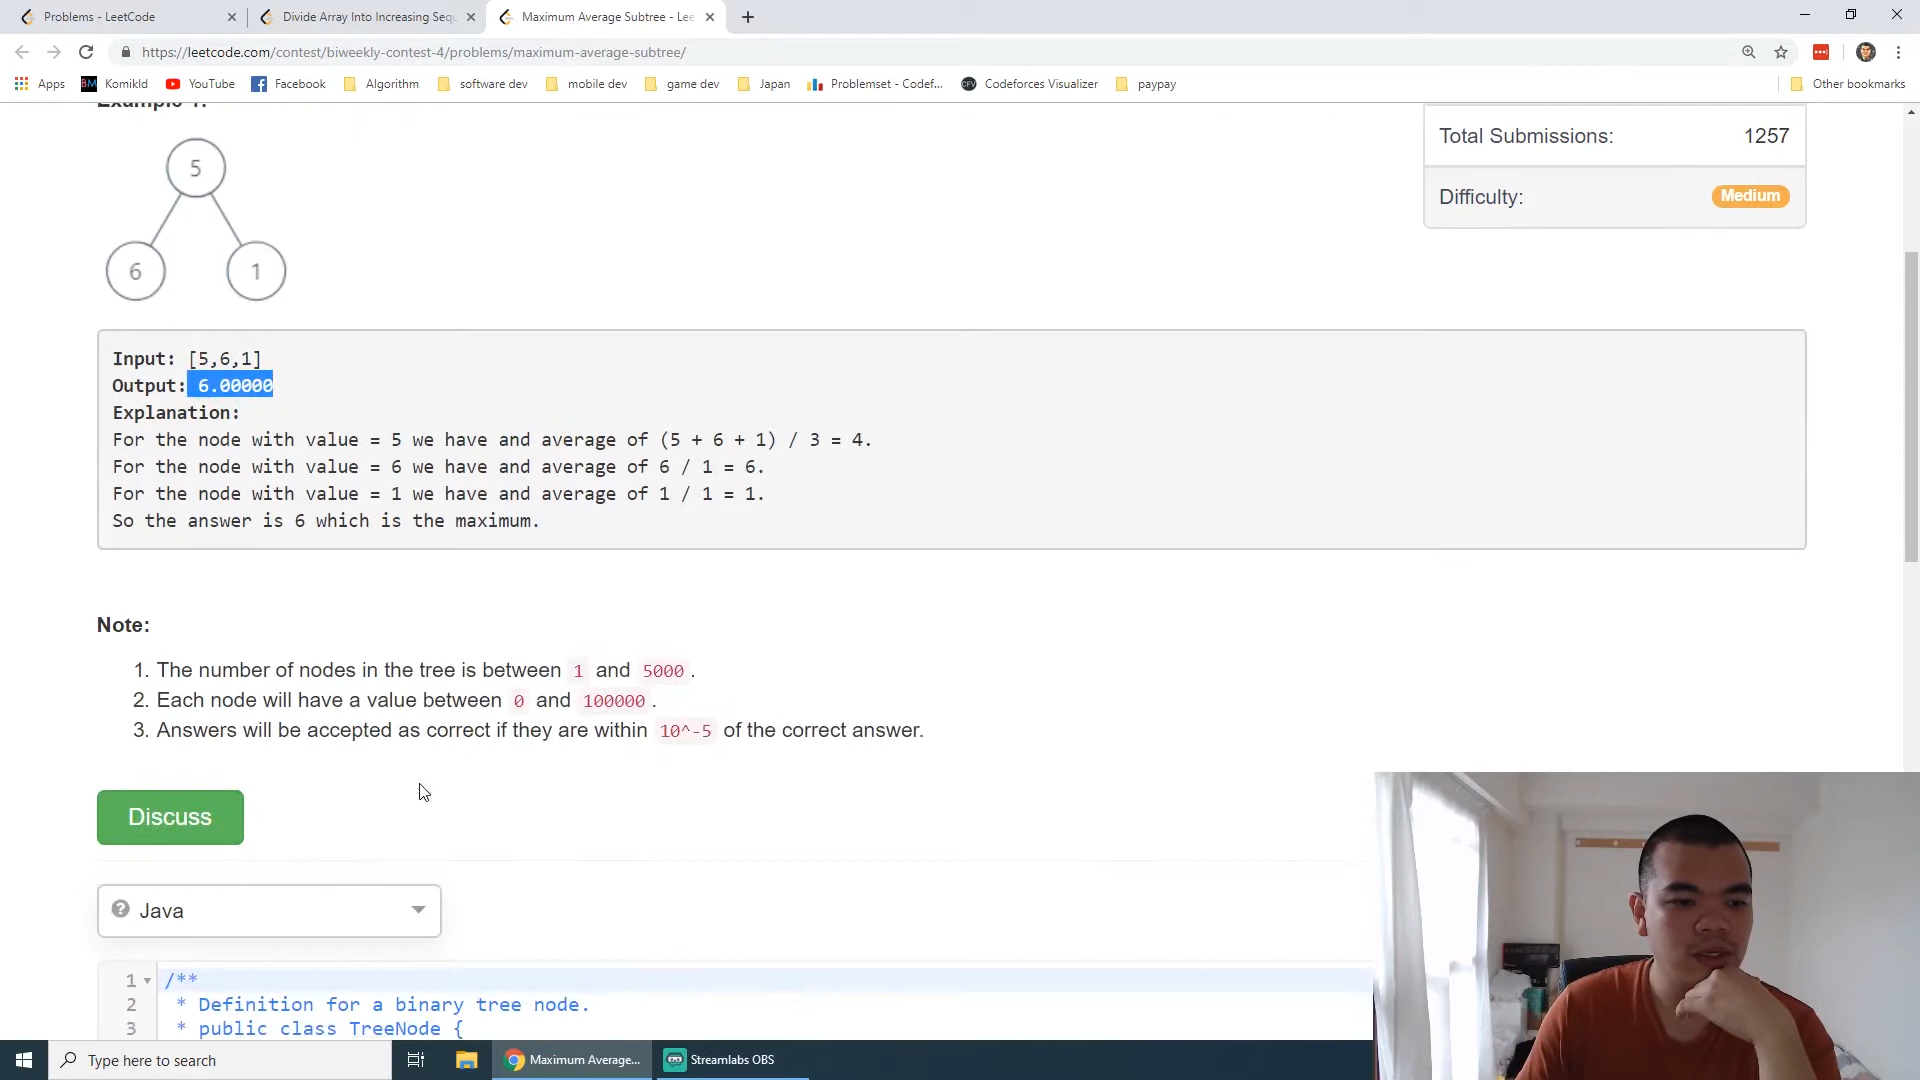 Problems - LeetCode
Divide Array Into Increasing Sequ
Maximum Average Subtree - Lee
https://leetcode.com/contest/biweekly-contest-4/problems/maximum-average-subtree/
Apps
BM KomikId
YouTube
Facebook
Algorithm
software dev
mobile dev
game dev
Japan
Problemset - Codef...
CFV Codeforces Visualizer
paypay
Other bookmarks
Example 1:
5
6 1
Total Submissions: 1257
Difficulty: Medium
Input: [5,6,1]
Output: 6.00000
Explanation:
For the node with value = 5 we have and average of (5 + 6 + 1) / 3 = 4.
For the node with value = 6 we have and average of 6 / 1 = 6.
For the node with value = 1 we have and average of 1 / 1 = 1.
So the answer is 6 which is the maximum.
Note:
1. The number of nodes in the tree is between 1 and 5000.
2. Each node will have a value between 0 and 100000.
3. Answers will be accepted as correct if they are within 10^-5 of the correct answer.
Discuss
? Java
1 /**
2 * Definition for a binary tree node.
3 * public class TreeNode {
Type here to search
Maximum Average...
Streamlabs OBS